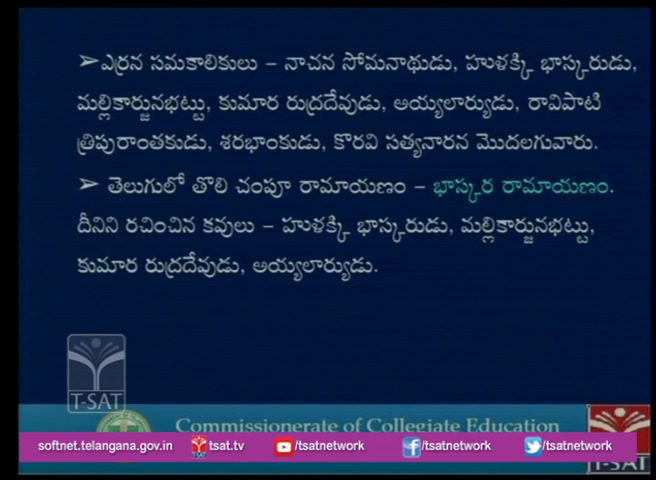 ➢ఎర్రన సమకాలికులు – నాచన సోమనాథుడు, హుళక్కి భాస్కరుడు,
మల్లికార్జునభట్టు, కుమార రుద్రదేవుడు, అయ్యలార్యుడు, రావిపాటి
త్రిపురాంతకుడు, శరభాంకుడు, కొరవి సత్యనారన మొదలగువారు.
➢ తెలుగులో తొలి చంపూ రామాయణం – భాస్కర రామాయణం.
దీనిని రచించిన కవులు – హుళక్కి భాస్కరుడు, మల్లికార్జునభట్టు,
కుమార రుద్రదేవుడు, అయ్యలార్యుడు.
T-SAT
Commissionerate of Collegiate Education
softnet.telangana.gov.in tsat.tv /tsatnetwork /tsatnetwork /tsatnetwork
T-SAT